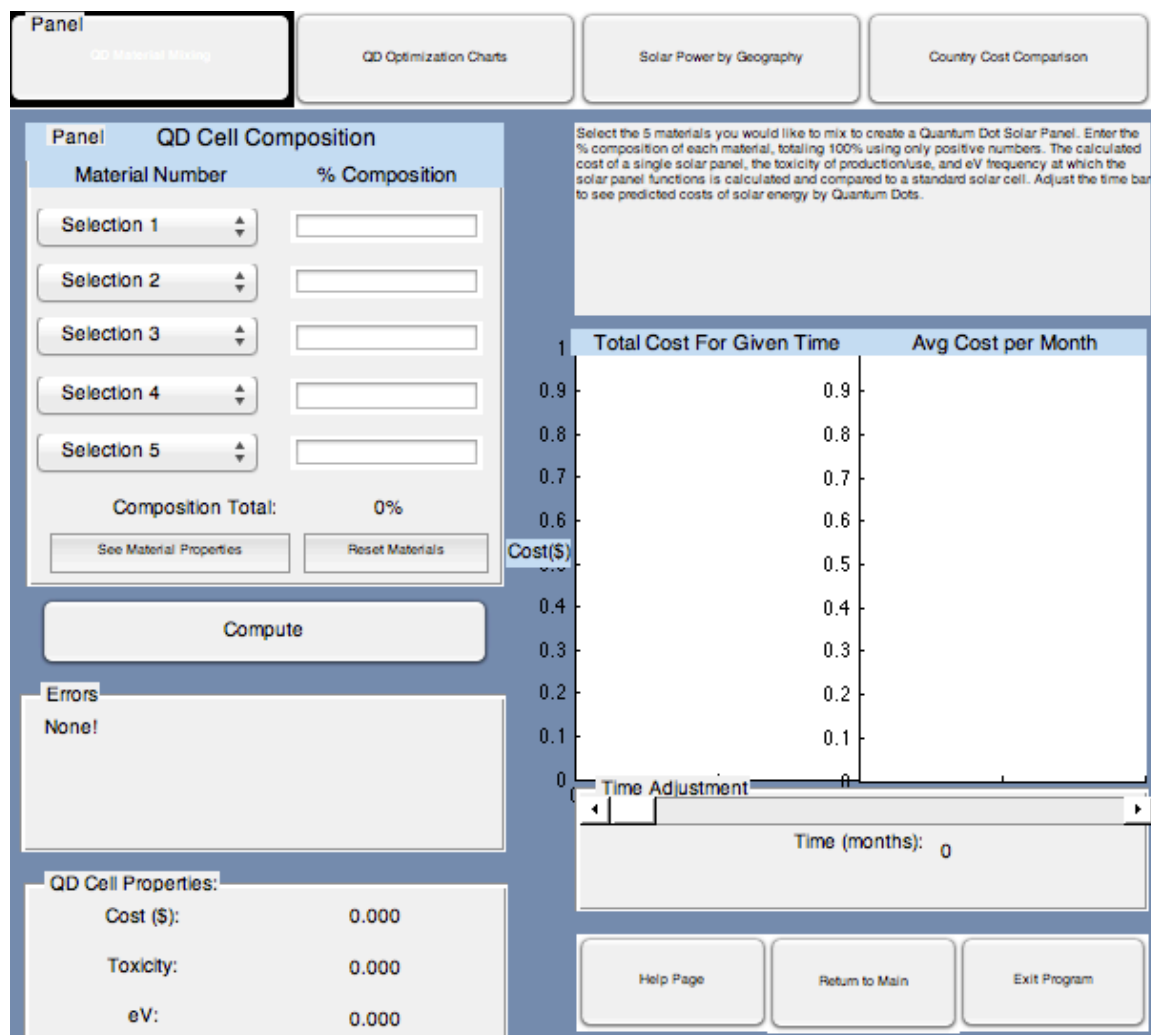 Panel
QD Material Mixing
QD Optimization Charts
Solar Power by Geography
Country Cost Comparison
Panel
QD Cell Composition
Material Number
% Composition
Selection 1
Selection 2
Selection 3
Selection 4
Selection 5
Composition Total:
0%
See Material Properties
Reset Materials
Compute
Errors
None!
QD Cell Properties:
Cost ($):
0.000
Toxicity:
0.000
eV:
0.000
Select the 5 materials you would like to mix to create a Quantum Dot Solar Panel. Enter the
% composition of each material, totaling 100% using only positive numbers. The calculated
cost of a single solar panel, the toxicity of production/use, and eV frequency at which the
solar panel functions is calculated and compared to a standard solar cell. Adjust the time bar
to see predicted costs of solar energy by Quantum Dots.
Total Cost For Given Time
Avg Cost per Month
1
0.9
0.8
0.7
0.6
Cost($)
0.4
0.3
0.2
0.1
0
0.9
0.8
0.7
0.6
0.5
0.4
0.3
0.2
0.1
0
Time Adjustment
Time (months):
0
Help Page
Return to Main
Exit Program